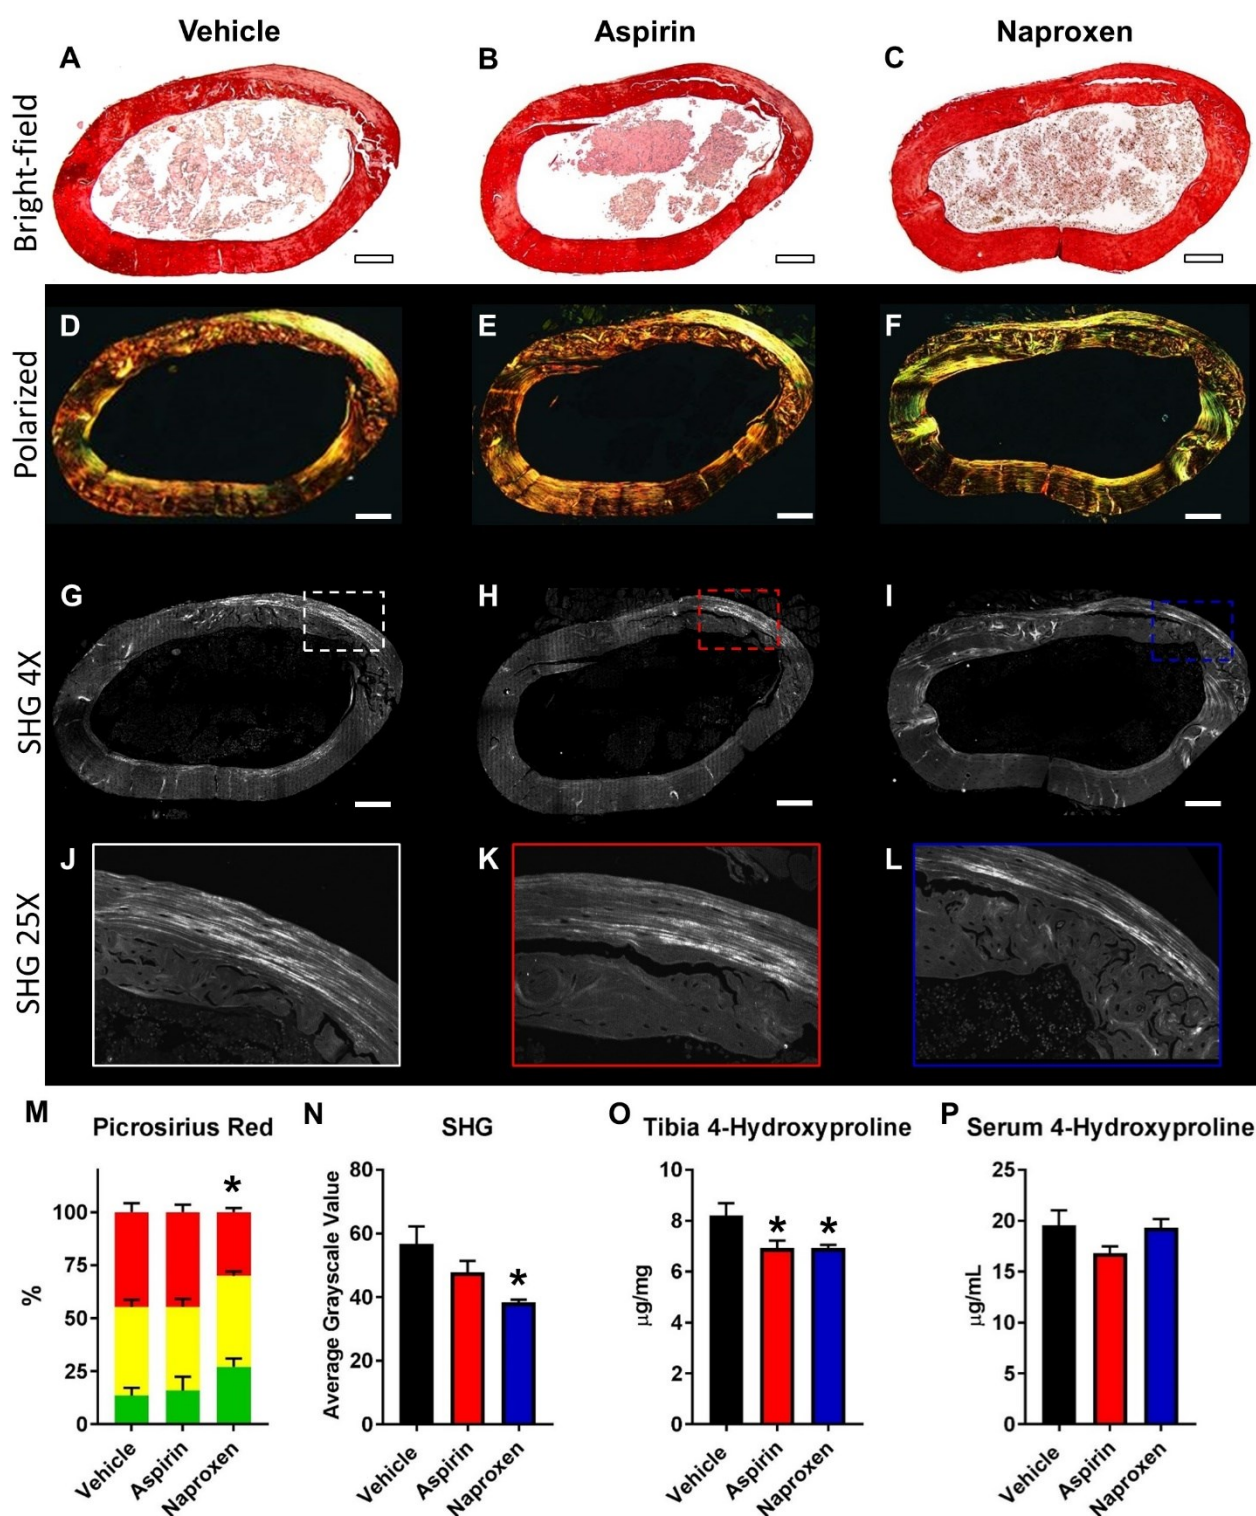 Vehicle Aspirin Naproxen
A B C
Bright-field
D E F
Polarized
G H I
SHG 4X
J K L
SHG 25X
M Picrosirius Red
N SHG
O Tibia 4-Hydroxyproline
P Serum 4-Hydroxyproline
%
100
75
50
25
0
*
Vehicle
Aspirin
Naproxen
Average Grayscale Value
80
60
40
20
0
*
Vehicle
Aspirin
Naproxen
µg/mg
10
8
6
4
2
0
* *
Vehicle
Aspirin
Naproxen
µg/mL
25
20
15
10
5
0
Vehicle
Aspirin
Naproxen